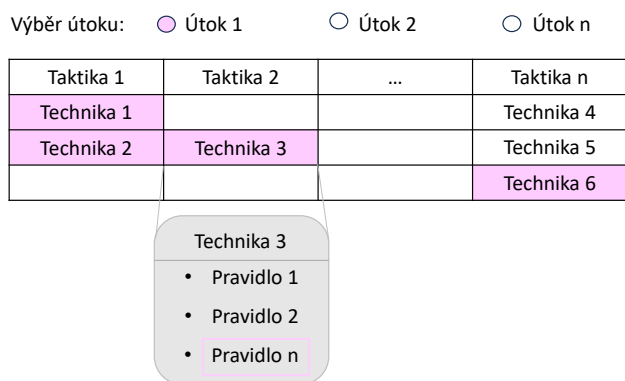 Výběr útoku: Útok 1 Útok 2 Útok n
Taktika 1 Taktika 2 ... Taktika n
Technika 1 Technika 4
Technika 2 Technika 3 Technika 5
Technika 6
Technika 3
• Pravidlo 1
• Pravidlo 2
• Pravidlo n